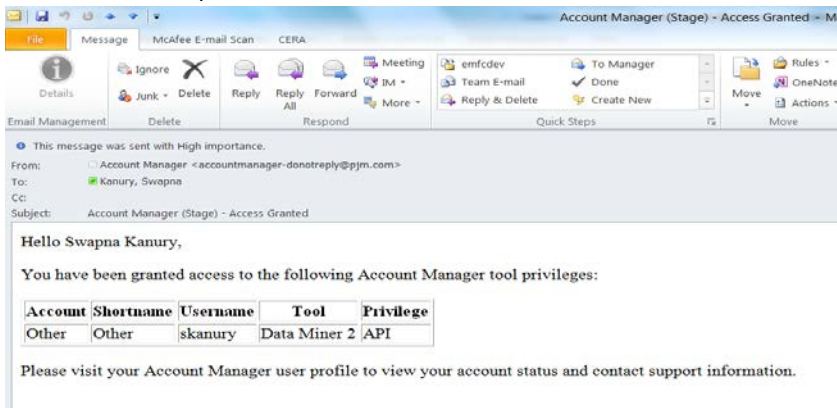 Account Manager (Stage) - Access Granted - M
File Message McAfee E-mail Scan CERA
Details
Ignore
Junk
Delete
Reply
Reply All
Forward
Meeting
IM
More
emfcdev
Team E-mail
Reply & Delete
To Manager
Done
Create New
Move
Rules
OneNote
Actions
Email Management Delete Respond Quick Steps Move
This message was sent with High importance.
From: Account Manager <accountmanager-donotreply@pjm.com>
To: Kanury, Swapna
Cc:
Subject: Account Manager (Stage) - Access Granted
Hello Swapna Kanury,
You have been granted access to the following Account Manager tool privileges:
Account Shortname Username Tool Privilege
Other Other skanury Data Miner 2 API
Please visit your Account Manager user profile to view your account status and contact support information.